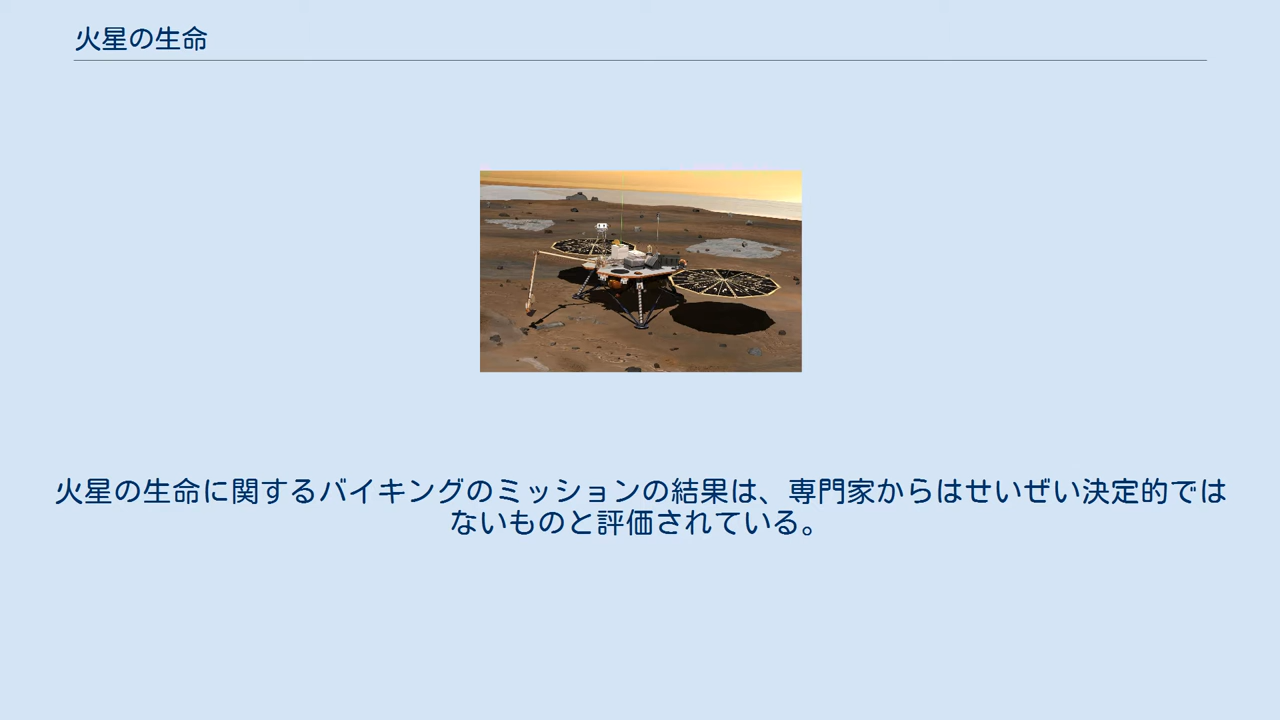 火星の生命
火星の生命に関するバイキングのミッションの結果は、専門家からはせいぜい決定的では
ないものと評価されている。